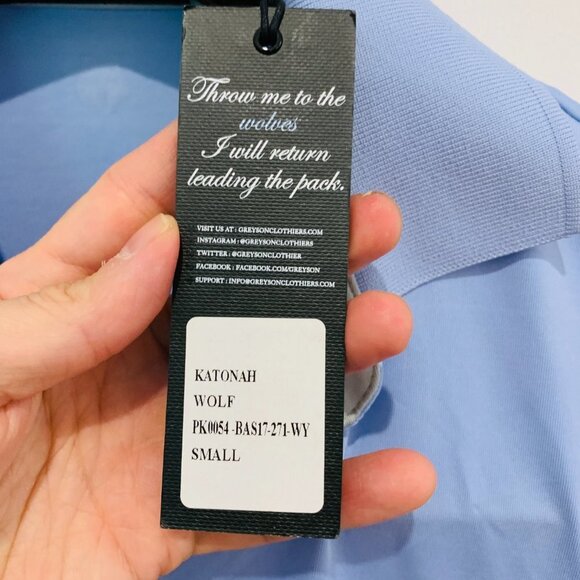 Throw me to the
wolves
I will return
leading the pack.
VISIT US AT : GREYSONCLOTHIERS.COM
INSTAGRAM : @GREYSONCLOTHIERS
TWITTER : @GREYSONCLOTHIER
FACEBOOK : FACEBOOK.COM/GREYSON
SUPPORT : INFO@GREYSONCLOTHIERS.COM
KATONAH
WOLF
PK0054 -BAS17-271-WY
SMALL